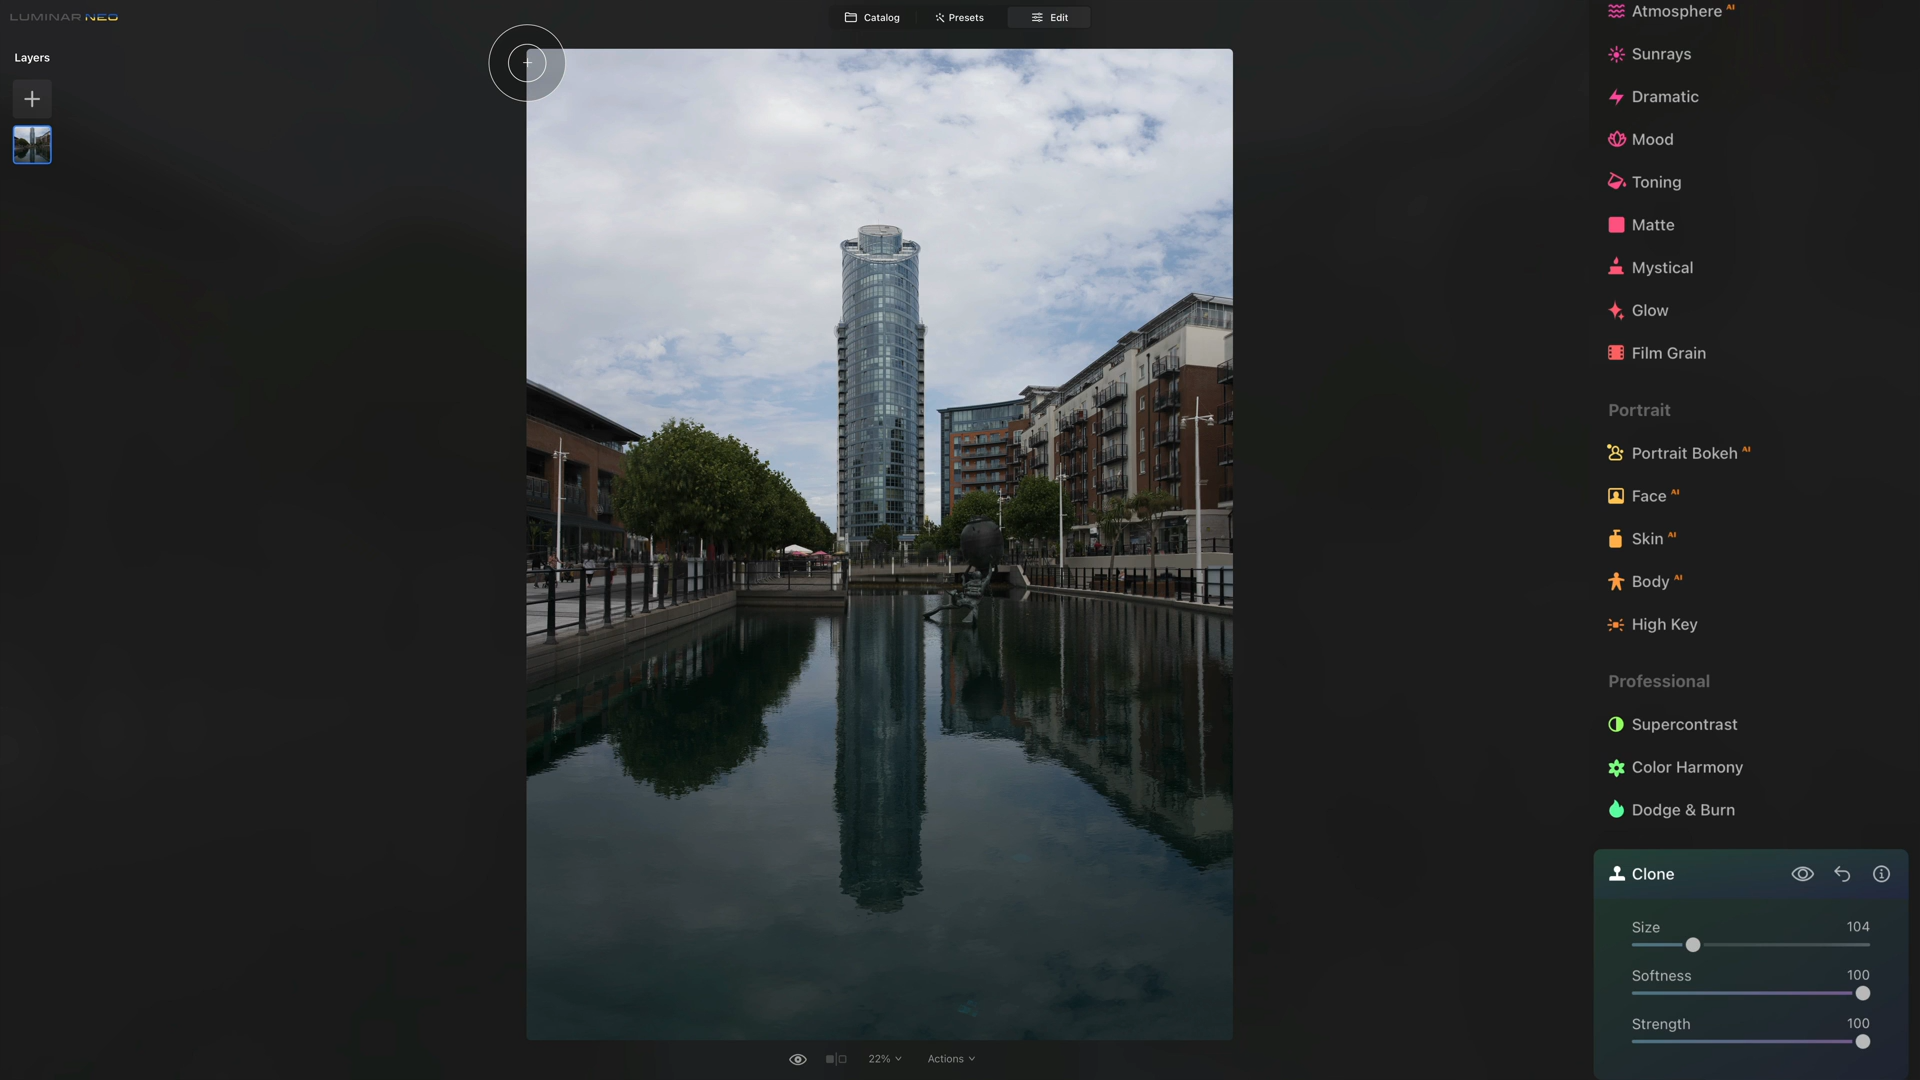 LUMINAR NEO
Catalog
Presets
Edit
Layers
Atmosphere AI
Sunrays
Dramatic
Mood
Toning
Matte
Mystical
Glow
Film Grain
Portrait
Portrait Bokeh AI
Face AI
Skin AI
Body AI
High Key
Professional
Supercontrast
Color Harmony
Dodge & Burn
Clone
Size 104
Softness 100
Strength 100
22%
Actions